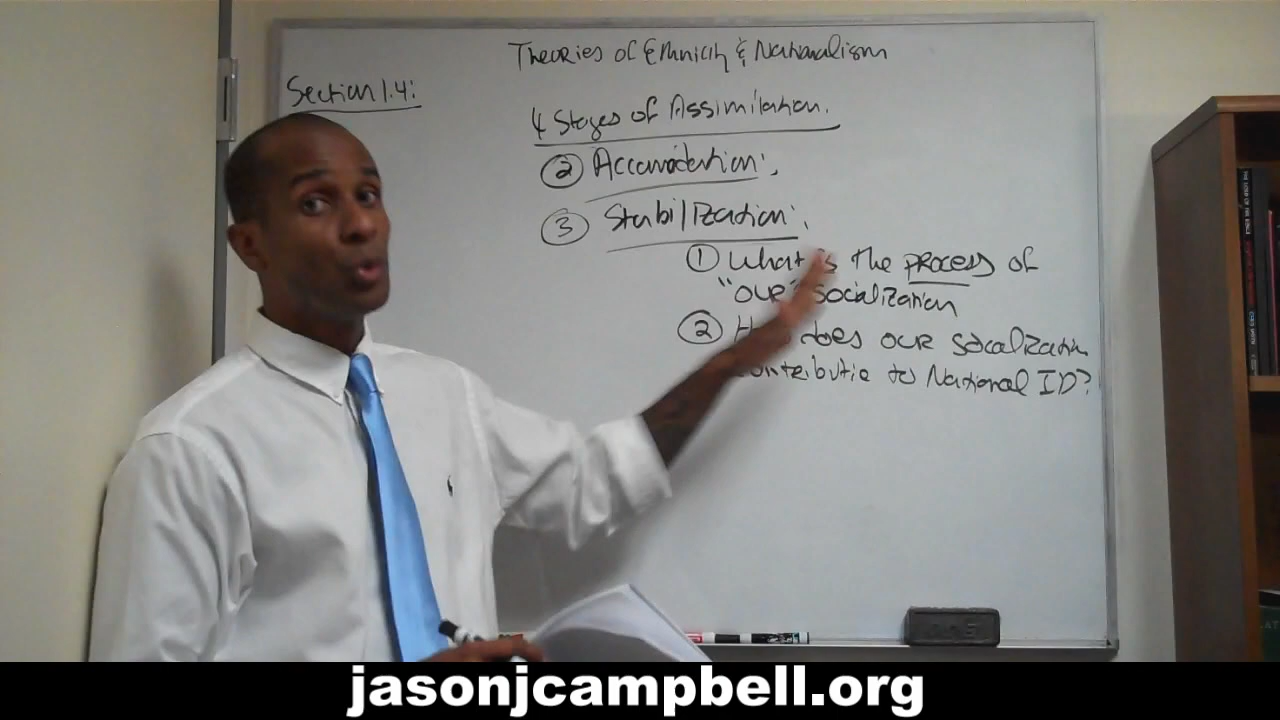 Theories of Ethnicity & Nationalism
Section 1.4:
4 Stages of Assimilation.
② Accomodation:
③ Stabilization:
① What is the process of
"our" socialization
② How does our socialization
contribute to National ID?
jasonjcampbell.org